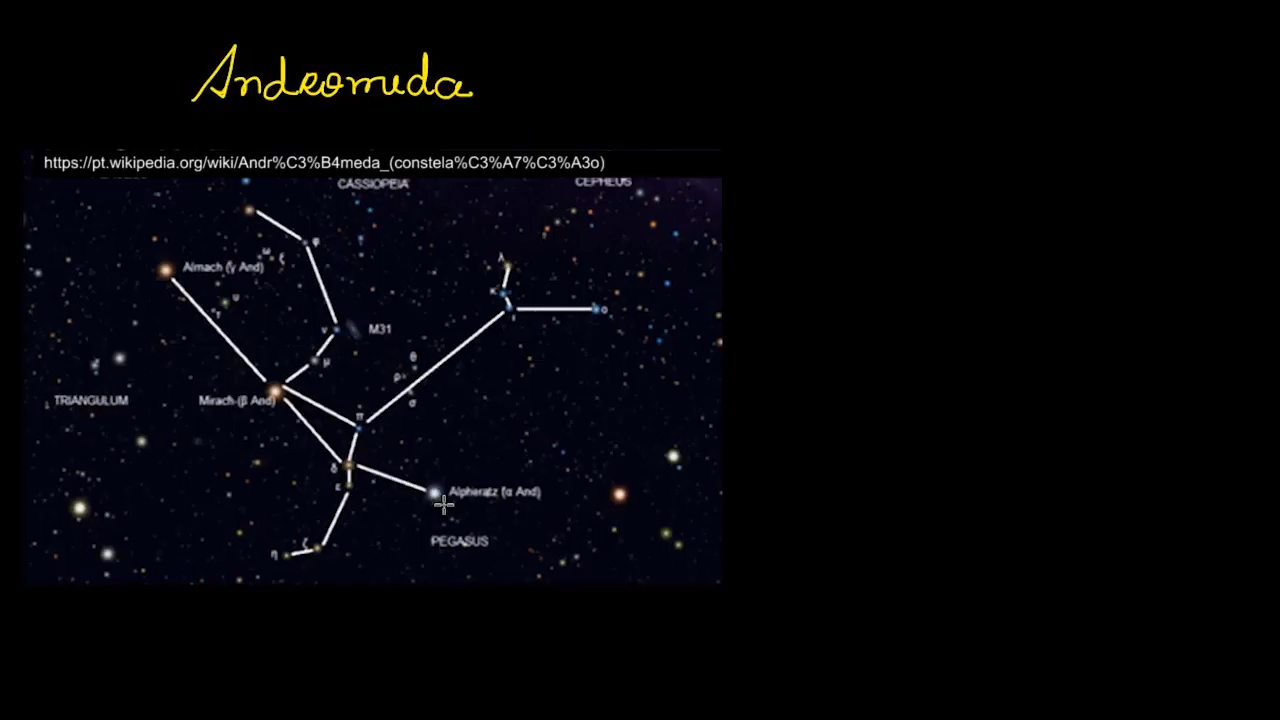 Andromeda
https://pt.wikipedia.org/wiki/Andr%C3%B4meda_(constela%C3%A7%C3%A3o)
CASSIOPEIA CEPHEUS
φ
ω ξ
λ
Almach (γ And)
κ
υ
τ
ι ο
ν M31
θ
μ
ρ
TRIANGULUM Mirach (β And) σ
π
δ
ε Alpheratz (α And)
PEGASUS
ζ
η